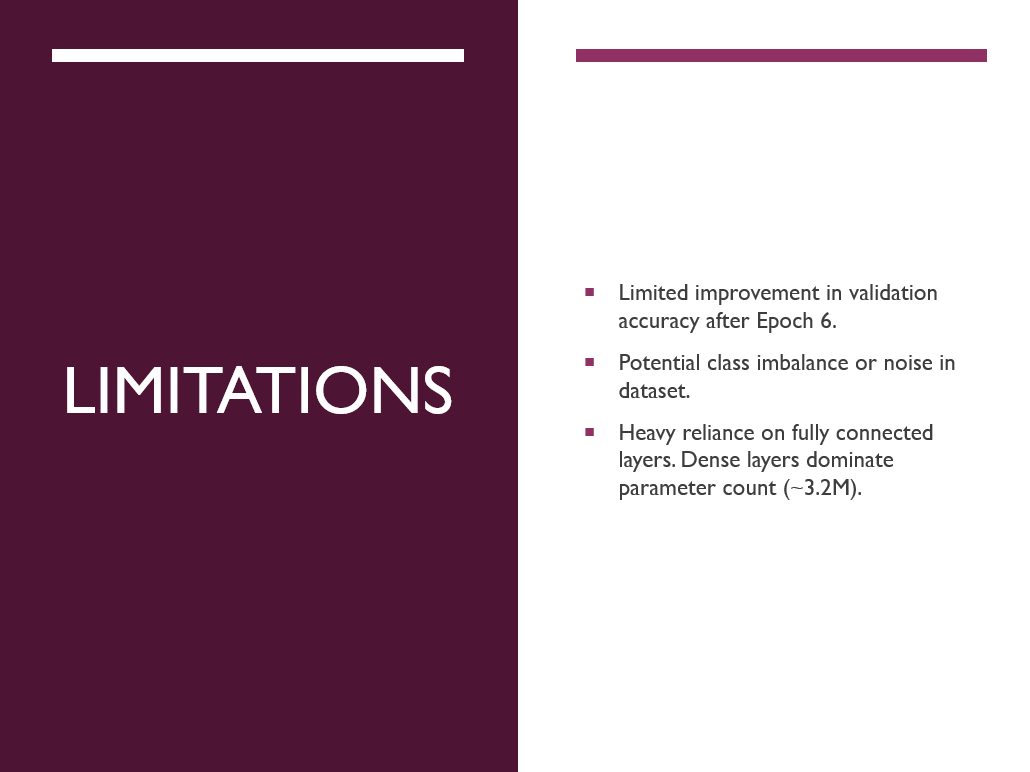 LIMITATIONS
▪ Limited improvement in validation
accuracy after Epoch 6.
▪ Potential class imbalance or noise in
dataset.
▪ Heavy reliance on fully connected
layers. Dense layers dominate
parameter count (~3.2M).